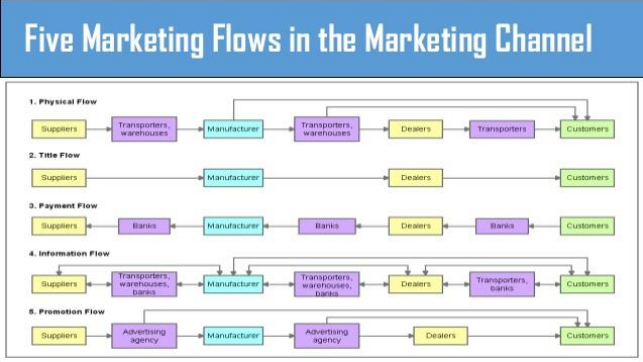 Five Marketing Flows in the Marketing Channel
1. Physical Flow
Suppliers
Transporters,
warehouses
Manufacturer
Transporters,
warehouses
Dealers
Transporters
Customers
2. Title Flow
Suppliers
Manufacturer
Dealers
Customers
3. Payment Flow
Suppliers
Banks
Manufacturer
Banks
Dealers
Banks
Customers
4. Information Flow
Suppliers
Transporters,
warehouses,
banks
Manufacturer
Transporters,
warehouses,
banks
Dealers
Transporters,
banks
Customers
5. Promotion Flow
Suppliers
Advertising
agency
Manufacturer
Advertising
agency
Dealers
Customers